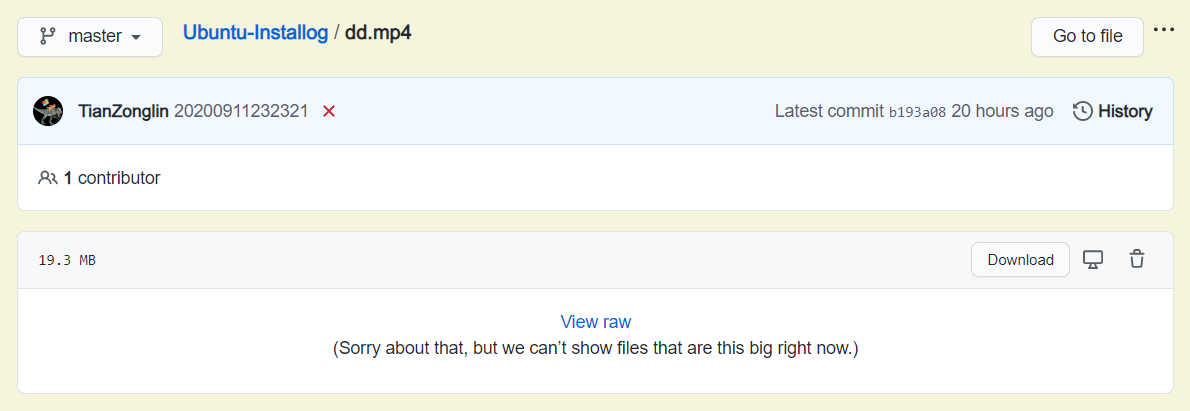 master Ubuntu-Installog / dd.mp4 Go to file ...
TianZonglin 20200911232321 Latest commit b193a08 20 hours ago History
1 contributor
19.3 MB Download
View raw
(Sorry about that, but we can’t show files that are this big right now.)